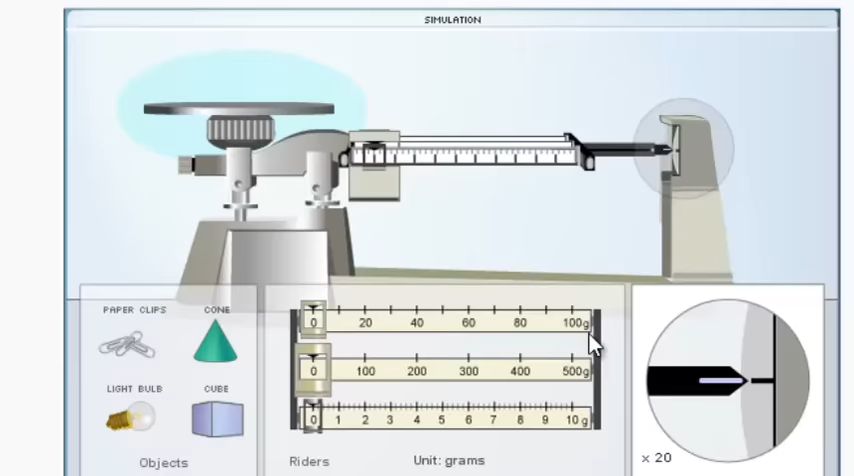 SIMULATION
PAPER CLIPS
CONE
LIGHT BULB
CUBE
Objects
0 20 40 60 80 100g
0 100 200 300 400 500g
0 1 2 3 4 5 6 7 8 9 10 g
Riders
Unit: grams
x 20